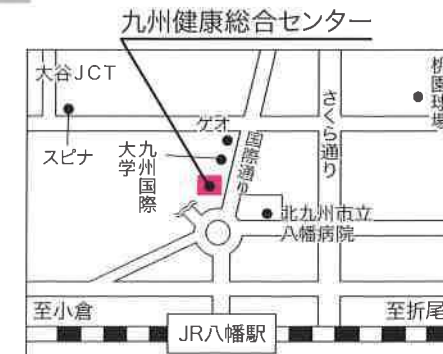 九州健康総合センター
大谷JCT
桃園球場
さくら通り
ゲオ
国際通り
スピナ
九州国際
大学
北九州市立
八幡病院
至小倉
至折尾
JR八幡駅